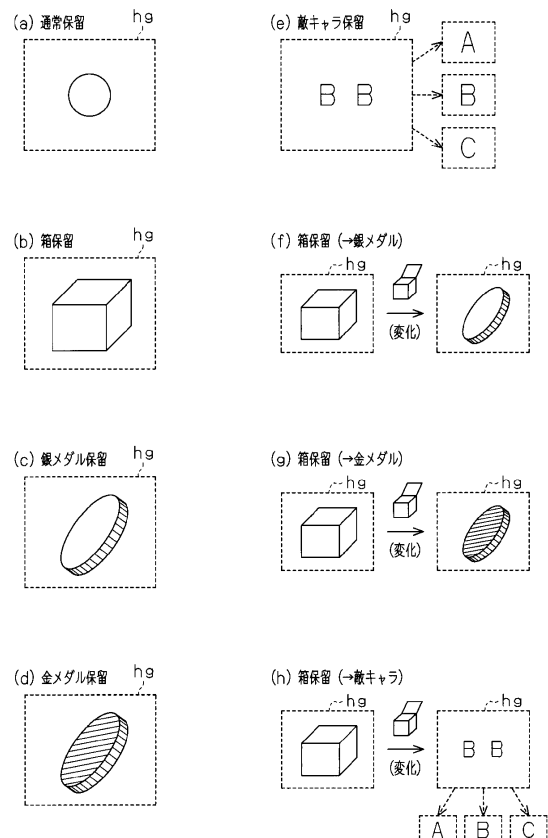 (a) 通常保留
hg
(b) 箱保留
hg
(c) 銀メダル保留
hg
(d) 金メダル保留
hg
(e) 敵キャラ保留
hg
B B
A
B
C
(f) 箱保留 (→銀メダル)
hg
(変化)
hg
(g) 箱保留 (→金メダル)
hg
(変化)
hg
(h) 箱保留 (→敵キャラ)
hg
(変化)
hg
B B
A B C